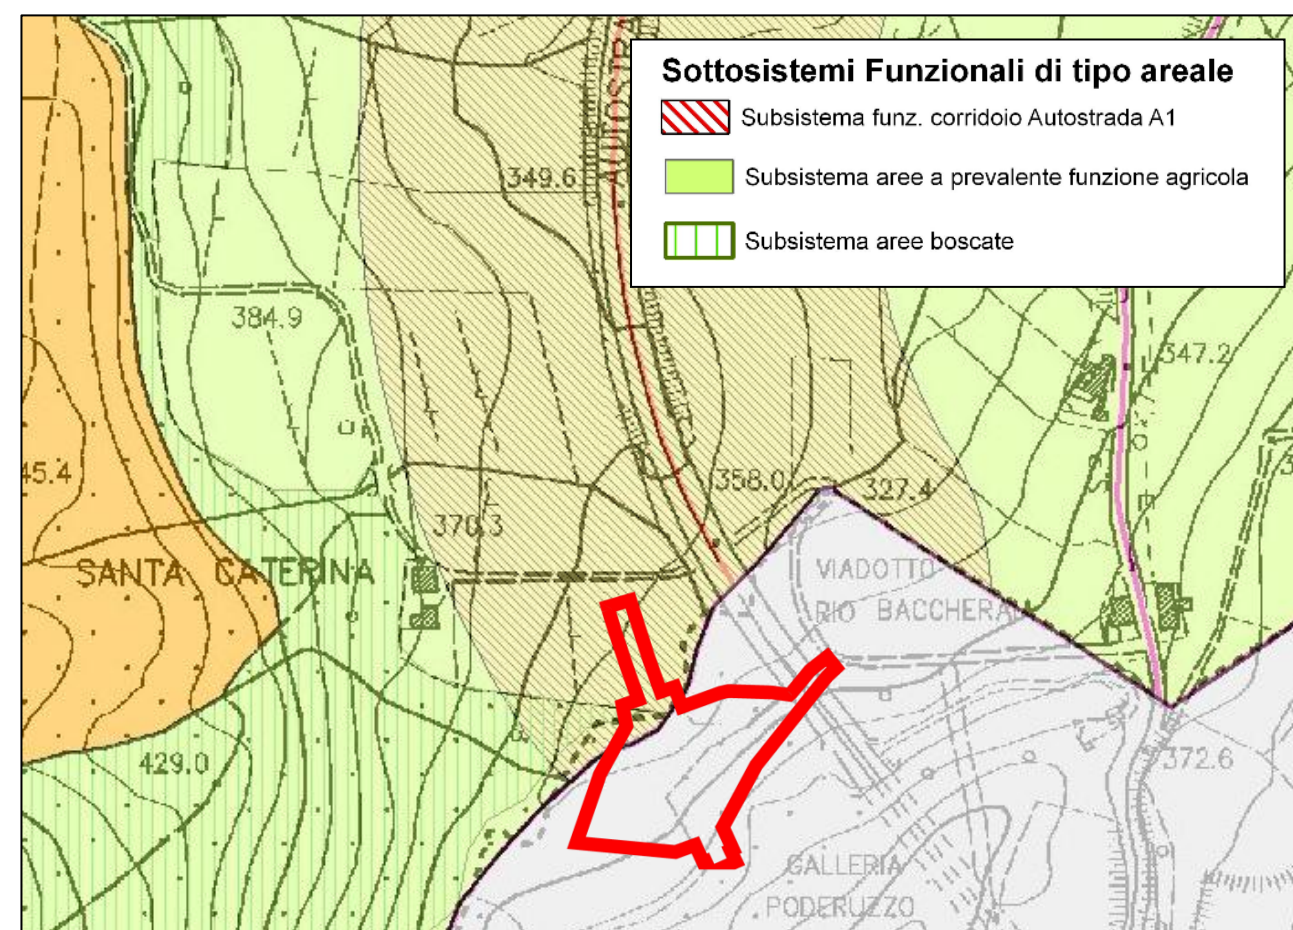 Sottosistemi Funzionali di tipo areale
Subsistema funz. corridoio Autostrada A1
Subsistema aree a prevalente funzione agricola
Subsistema aree boscate
349.6
384.9
347.2
45.4
358.0
327.4
370.3
SANTA CATERINA
VIADOTTO
RIO BACCHERA
429.0
372.6
GALLERIA
PODERUZZO